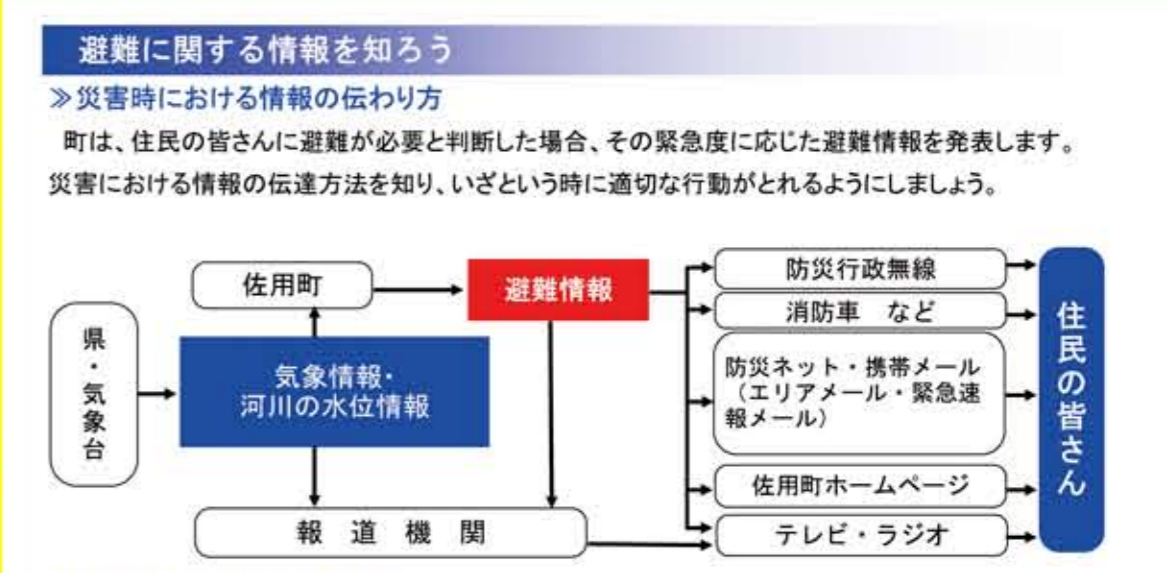 避難に関する情報を知ろう
≫災害時における情報の伝わり方
町は、住民の皆さんに避難が必要と判断した場合、その緊急度に応じた避難情報を発表します。
災害における情報の伝達方法を知り、いざという時に適切な行動がとれるようにしましょう。
県・気象台
佐用町
気象情報・
河川の水位情報
避難情報
報道機関
防災行政無線
消防車 など
防災ネット・携帯メール
（エリアメール・緊急速
報メール）
佐用町ホームページ
テレビ・ラジオ
住民の皆さん